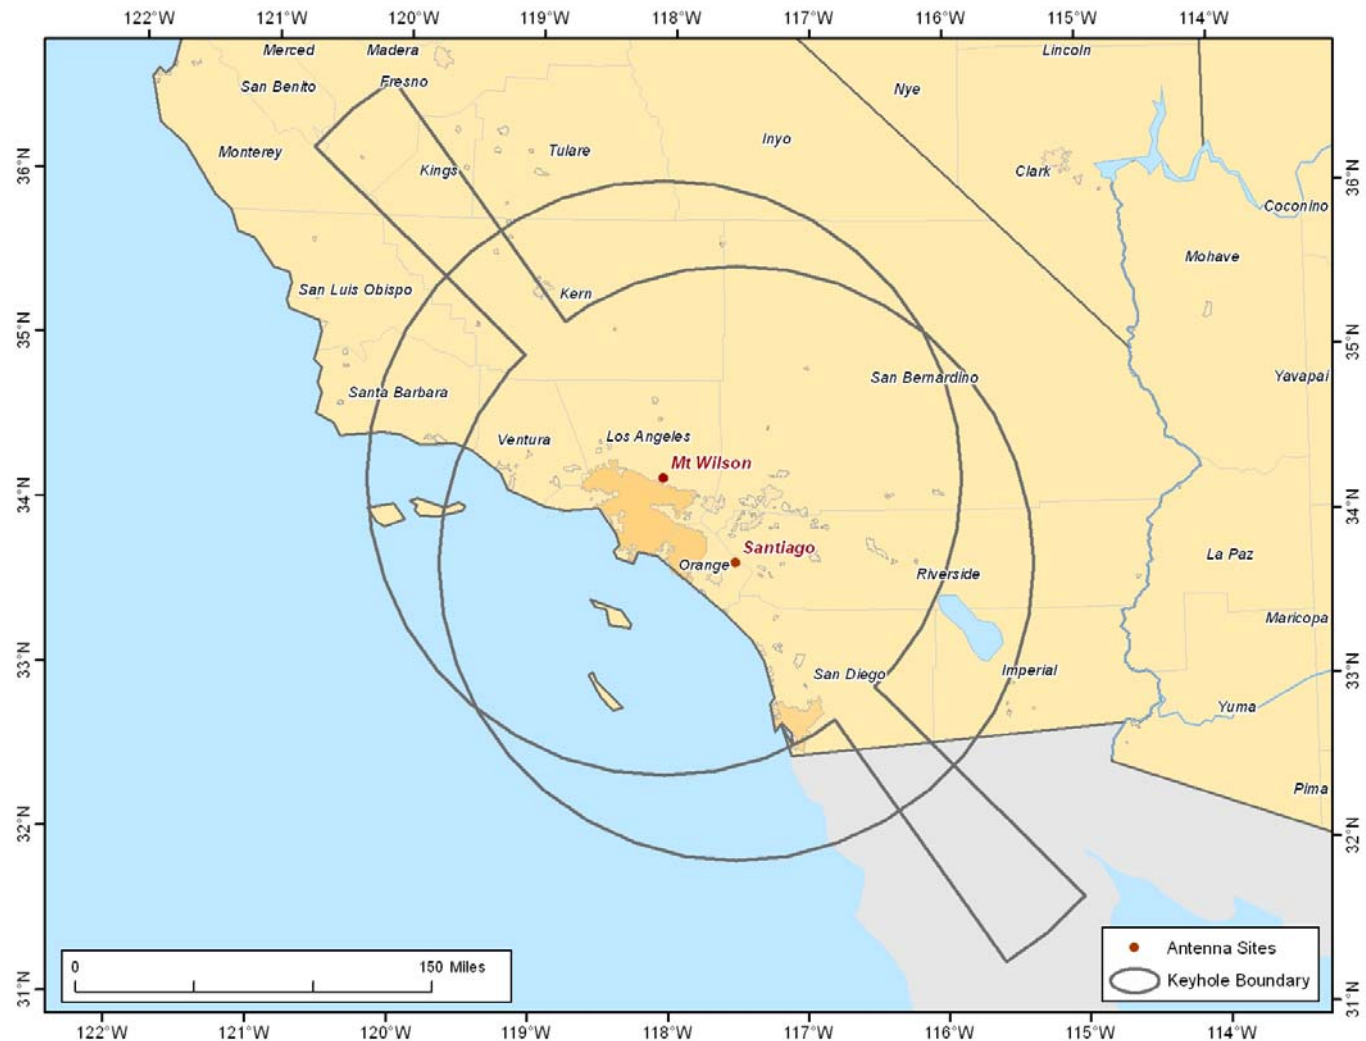 122°W 121°W 120°W 119°W 118°W 117°W 116°W 115°W 114°W
Merced Madera Lincoln
San Benito Fresno Nye
Monterey Kings Tulare Inyo Clark
36°N 36°N
Coconino
Mohave
San Luis Obispo Kern
35°N 35°N
Santa Barbara San Bernardino Yavapai
Ventura Los Angeles
Mt Wilson
34°N 34°N
Santiago
Orange Riverside La Paz
Maricopa
33°N San Diego Imperial 33°N
Yuma
Pima
32°N 32°N
Antenna Sites
0 150 Miles
Keyhole Boundary
31°N 31°N
122°W 121°W 120°W 119°W 118°W 117°W 116°W 115°W 114°W